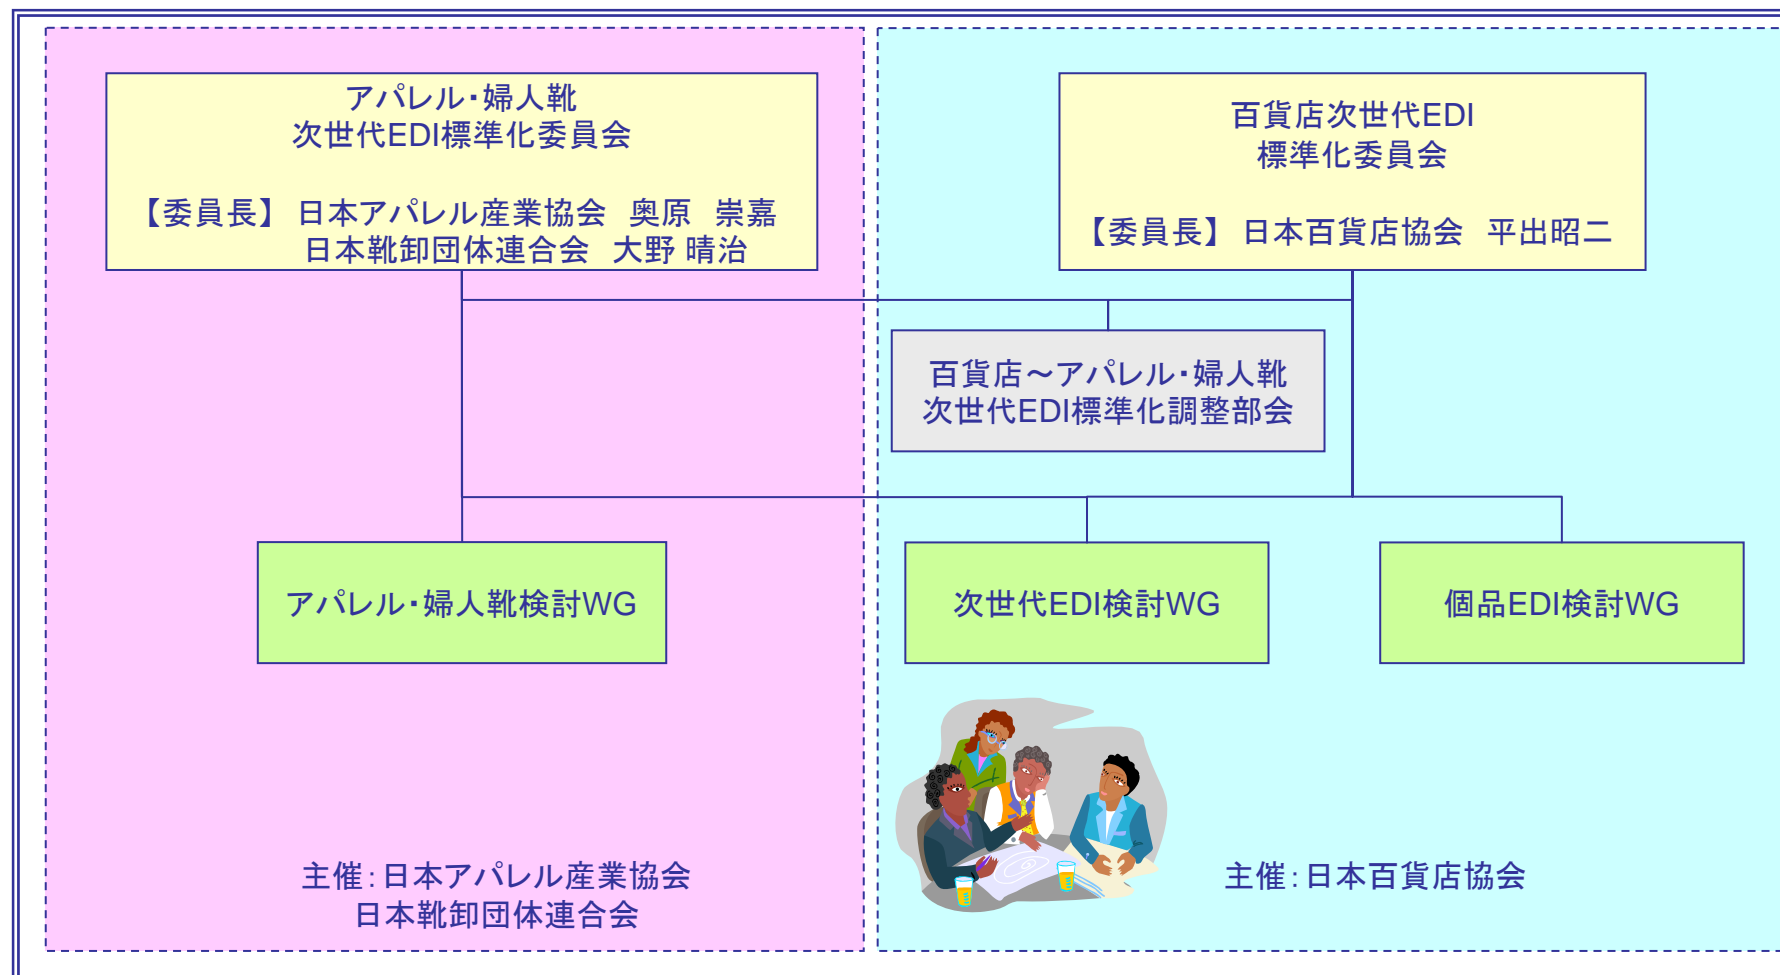 アパレル・婦人靴
次世代EDI標準化委員会
【委員長】 日本アパレル産業協会　奥原　崇嘉
日本靴卸団体連合会　大野 晴治
百貨店次世代EDI
標準化委員会
【委員長】 日本百貨店協会　平出昭二
百貨店～アパレル・婦人靴
次世代EDI標準化調整部会
アパレル・婦人靴検討WG
次世代EDI検討WG
個品EDI検討WG
主催：日本アパレル産業協会
日本靴卸団体連合会
主催：日本百貨店協会